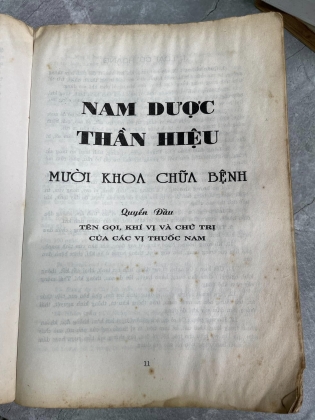 NAM DƯỢC
THẦN HIỆU
MƯỜI KHOA CHỮA BỆNH
Quyển Đầu
TÊN GỌI, KHÍ VỊ VÀ CHỦ TRỊ
CỦA CÁC VỊ THUỐC NAM
11